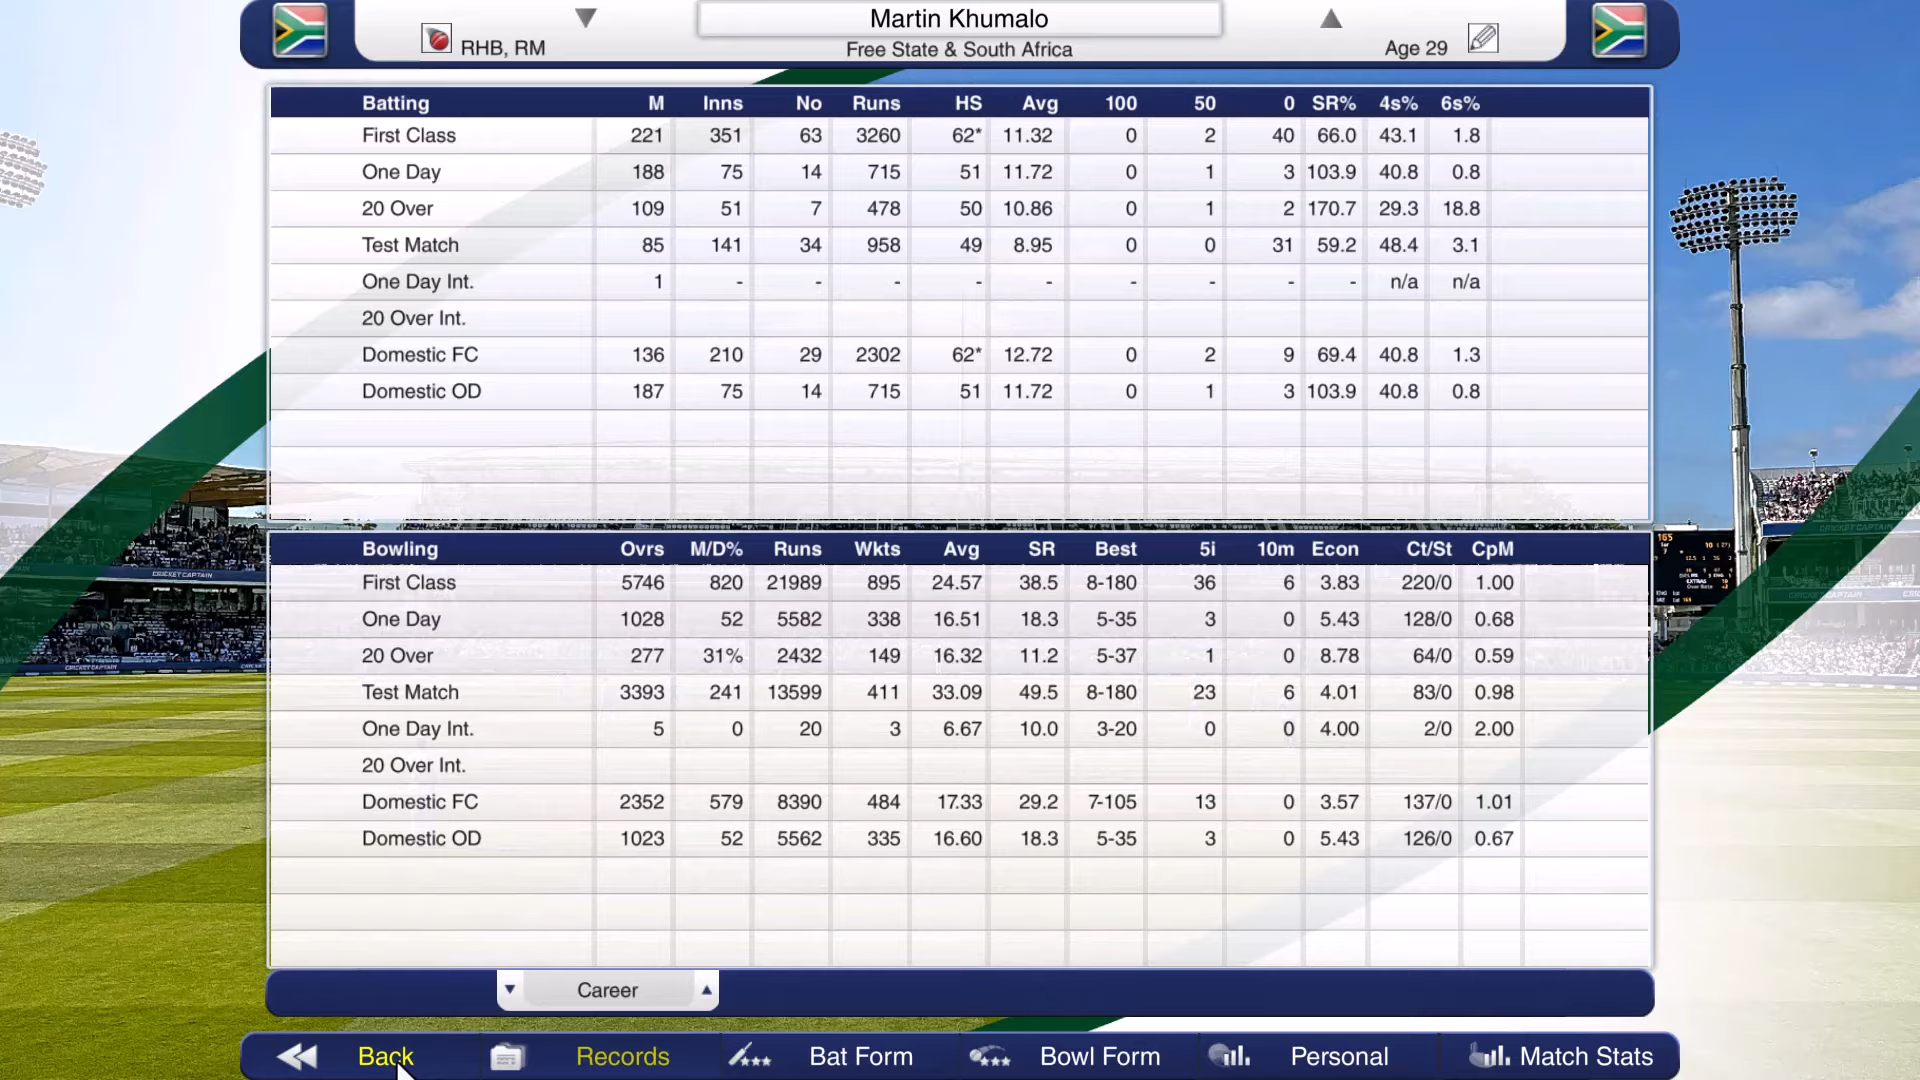 Martin Khumalo
RHB, RM
Free State & South Africa
Age 29
Batting M Inns No Runs HS Avg 100 50 0 SR% 4s% 6s%
First Class 221 351 63 3260 62* 11.32 0 2 40 66.0 43.1 1.8
One Day 188 75 14 715 51 11.72 0 1 3 103.9 40.8 0.8
20 Over 109 51 7 478 50 10.86 0 1 2 170.7 29.3 18.8
Test Match 85 141 34 958 49 8.95 0 0 31 59.2 48.4 3.1
One Day Int. 1 - - - - - - - - - n/a n/a
20 Over Int.
Domestic FC 136 210 29 2302 62* 12.72 0 2 9 69.4 40.8 1.3
Domestic OD 187 75 14 715 51 11.72 0 1 3 103.9 40.8 0.8
Bowling Ovrs M/D% Runs Wkts Avg SR Best 5i 10m Econ Ct/St CpM
First Class 5746 820 21989 895 24.57 38.5 8-180 36 6 3.83 220/0 1.00
One Day 1028 52 5582 338 16.51 18.3 5-35 3 0 5.43 128/0 0.68
20 Over 277 31% 2432 149 16.32 11.2 5-37 1 0 8.78 64/0 0.59
Test Match 3393 241 13599 411 33.09 49.5 8-180 23 6 4.01 83/0 0.98
One Day Int. 5 0 20 3 6.67 10.0 3-20 0 0 4.00 2/0 2.00
20 Over Int.
Domestic FC 2352 579 8390 484 17.33 29.2 7-105 13 0 3.57 137/0 1.01
Domestic OD 1023 52 5562 335 16.60 18.3 5-35 3 0 5.43 126/0 0.67
Career
Back Records Bat Form Bowl Form Personal Match Stats
CRICKET CAPTAIN
CRICKET CAPTAIN
CRICKET CAPTAIN
CRICKET CAPTAIN
165